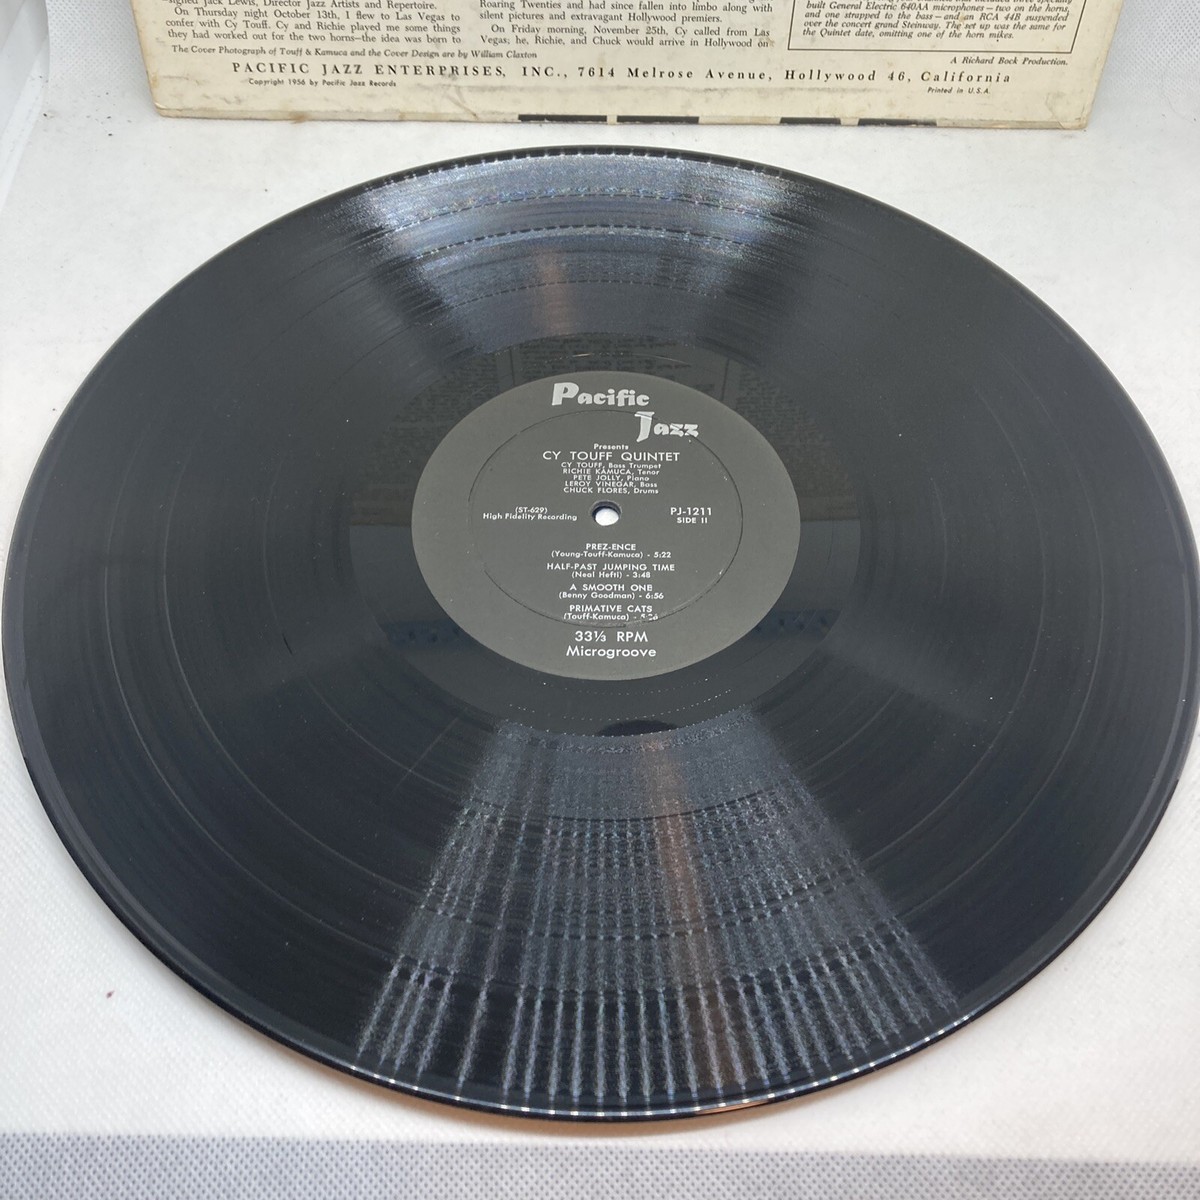 signed Jack Lewis, Director Jazz Artists and Repertoire.
On Thursday night October 13th, I flew to Las Vegas to
confer with Cy Touff. Cy and Richie played me some things
they had worked out for the two horns—the idea was born to
Roaring Twenties and had since fallen into limbo along with
silent pictures and extravagant Hollywood premiers.
On Friday morning, November 25th, Cy called from Las
Vegas; he, Richie, and Chuck would arrive in Hollywood on
built General Electric 640AA microphones—two on the horns,
and one strapped to the bass—and an RCA 44B suspended
over the concert grand Steinway. The set up was the same for
the Quintet date, omitting one of the horn mikes.
The Cover Photograph of Touff & Kamuca and the Cover Design are by William Claxton
A Richard Bock Production.
PACIFIC JAZZ ENTERPRISES, INC., 7614 Melrose Avenue, Hollywood 46, California
Copyright 1956 by Pacific Jazz Records
Printed in U.S.A.
Pacific
Jazz
Presents
CY TOUFF QUINTET
CY TOUFF, Bass Trumpet
RICHIE KAMUCA, Tenor
PETE JOLLY, Piano
LEROY VINEGAR, Bass
CHUCK FLORES, Drums
(ST-629)
High Fidelity Recording
PJ-1211
SIDE II
PREZ-ENCE
(Young-Touff-Kamuca) - 5:22
HALF-PAST JUMPING TIME
(Neal Hefti) - 3:48
A SMOOTH ONE
(Benny Goodman) - 6:56
PRIMATIVE CATS
(Touff-Kamuca) - 5:26
33⅓ RPM
Microgroove